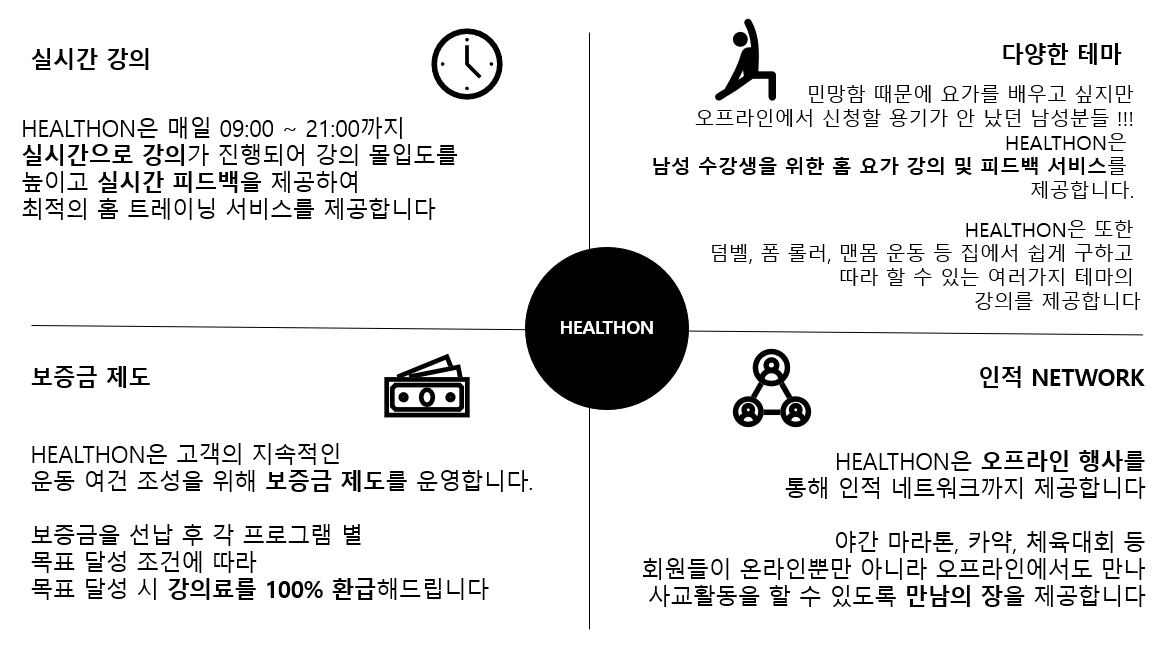 실시간 강의
HEALTHON은 매일 09:00 ~ 21:00까지
실시간으로 강의가 진행되어 강의 몰입도를
높이고 실시간 피드백을 제공하여
최적의 홈 트레이닝 서비스를 제공합니다
다양한 테마
민망함 때문에 요가를 배우고 싶지만
오프라인에서 신청할 용기가 안 났던 남성분들 !!!
HEALTHON은
남성 수강생을 위한 홈 요가 강의 및 피드백 서비스를
제공합니다.
HEALTHON은 또한
덤벨, 폼 롤러, 맨몸 운동 등 집에서 쉽게 구하고
따라 할 수 있는 여러가지 테마의
강의를 제공합니다
HEALTHON
보증금 제도
HEALTHON은 고객의 지속적인
운동 여건 조성을 위해 보증금 제도를 운영합니다.
보증금을 선납 후 각 프로그램 별
목표 달성 조건에 따라
목표 달성 시 강의료를 100% 환급해드립니다
인적 NETWORK
HEALTHON은 오프라인 행사를
통해 인적 네트워크까지 제공합니다
야간 마라톤, 카약, 체육대회 등
회원들이 온라인뿐만 아니라 오프라인에서도 만나
사교활동을 할 수 있도록 만남의 장을 제공합니다